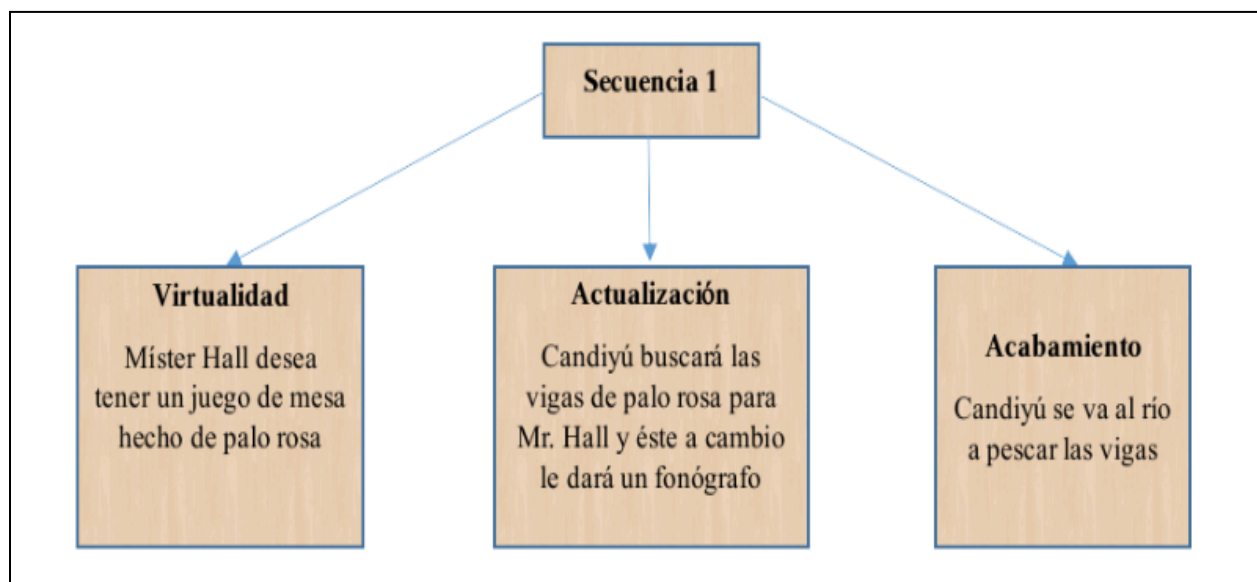 Secuencia 1
Virtualidad
Míster Hall desea
tener un juego de mesa
hecho de palo rosa
Actualización
Candiyú buscará las
vigas de palo rosa para
Mr. Hall y éste a cambio
le dará un fonógrafo
Acabamiento
Candiyú se va al río
a pescar las vigas